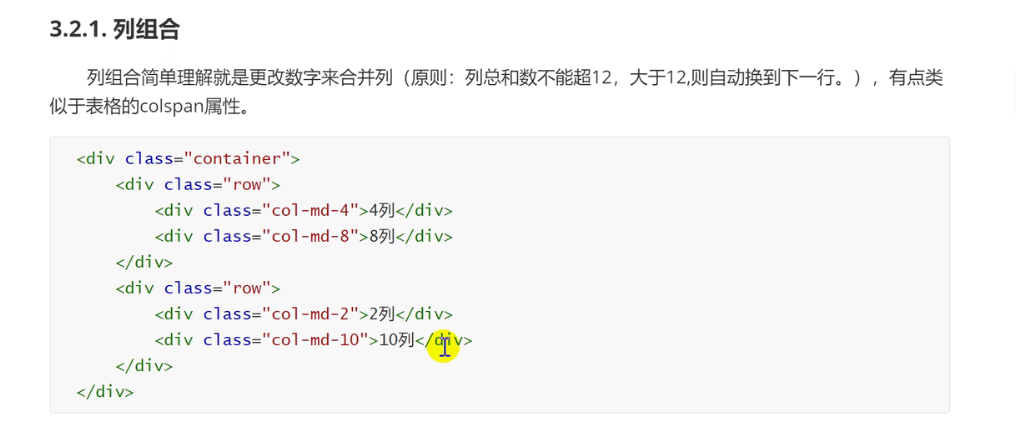 3.2.1. 列组合
列组合简单理解就是更改数字来合并列（原则：列总和数不能超12，大于12,则自动换到下一行。），有点类
似于表格的colspan属性。
<div class="container">
<div class="row">
<div class="col-md-4">4列</div>
<div class="col-md-8">8列</div>
</div>
<div class="row">
<div class="col-md-2">2列</div>
<div class="col-md-10">10列</div>
</div>
</div>